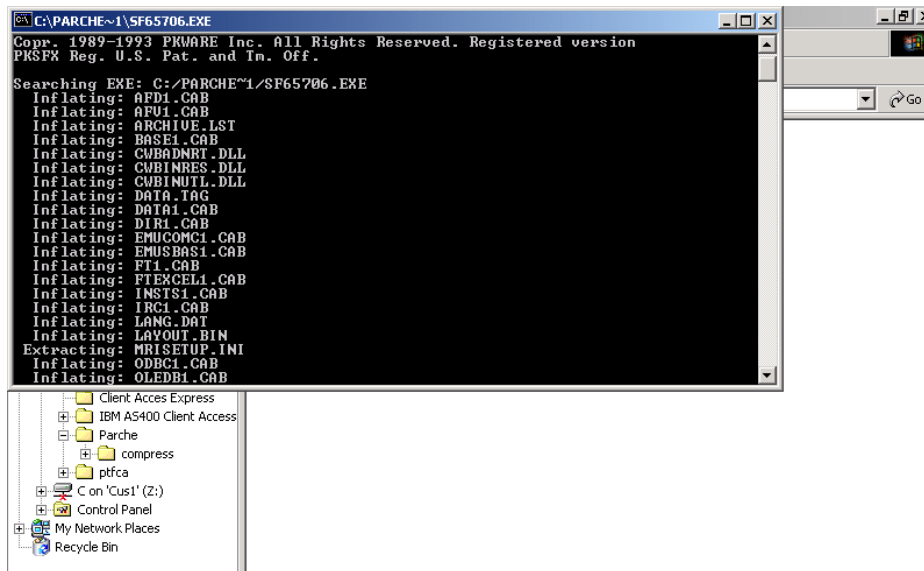 C:\PARCHE~1\SF65706.EXE
Copr. 1989-1993 PKWARE Inc. All Rights Reserved. Registered version
PKSFX Reg. U.S. Pat. and Tm. Off.
Searching EXE: C:/PARCHE~1/SF65706.EXE
Inflating: AFD1.CAB
Inflating: AFU1.CAB
Inflating: ARCHIVE.LST
Inflating: BASE1.CAB
Inflating: CWBADNRT.DLL
Inflating: CWBINRES.DLL
Inflating: CWBINUTL.DLL
Inflating: DATA.TAG
Inflating: DATA1.CAB
Inflating: DIR1.CAB
Inflating: EMUCOMC1.CAB
Inflating: EMUSBAS1.CAB
Inflating: FT1.CAB
Inflating: FTEXCEL1.CAB
Inflating: INSTS1.CAB
Inflating: IRC1.CAB
Inflating: LANG.DAT
Inflating: LAYOUT.BIN
Extracting: MRISETUP.INI
Inflating: ODBC1.CAB
Inflating: OLEDB1.CAB
Go
Client Acces Express
IBM AS400 Client Access
Parche
compress
ptfca
C on 'Cus1' (Z:)
Control Panel
My Network Places
Recycle Bin